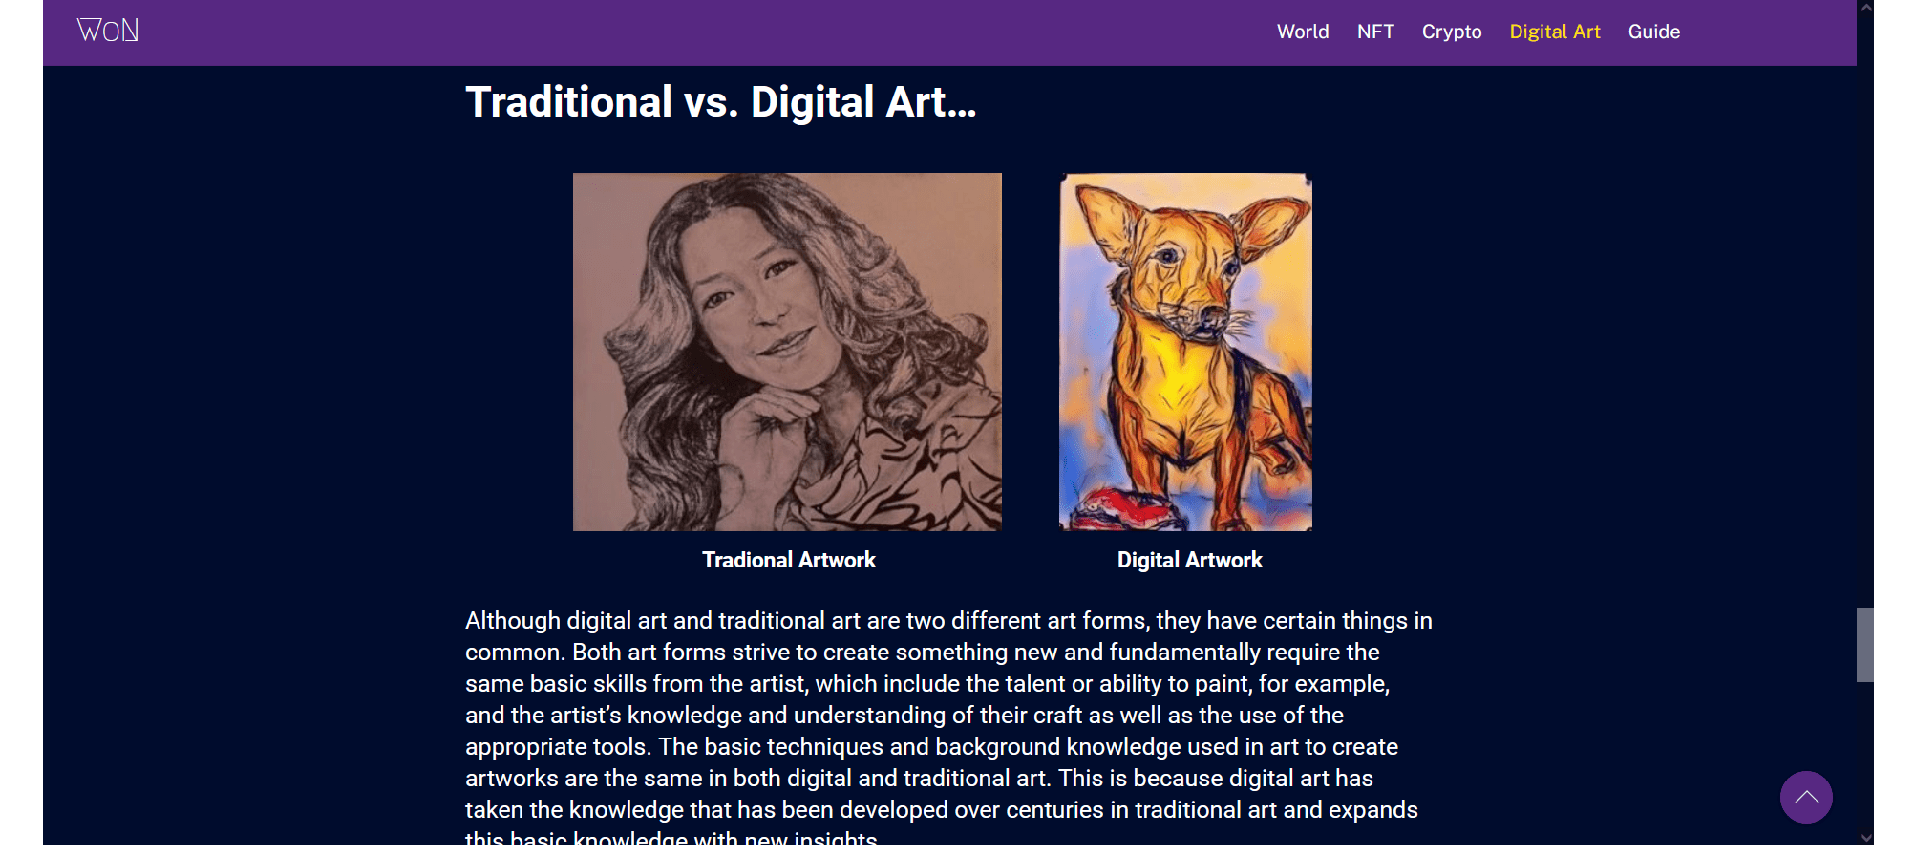 WoN
World NFT Crypto Digital Art Guide
Traditional vs. Digital Art...
Tradional Artwork
Digital Artwork
Although digital art and traditional art are two different art forms, they have certain things in
common. Both art forms strive to create something new and fundamentally require the
same basic skills from the artist, which include the talent or ability to paint, for example,
and the artist’s knowledge and understanding of their craft as well as the use of the
appropriate tools. The basic techniques and background knowledge used in art to create
artworks are the same in both digital and traditional art. This is because digital art has
taken the knowledge that has been developed over centuries in traditional art and expands
this basic knowledge with new insights.